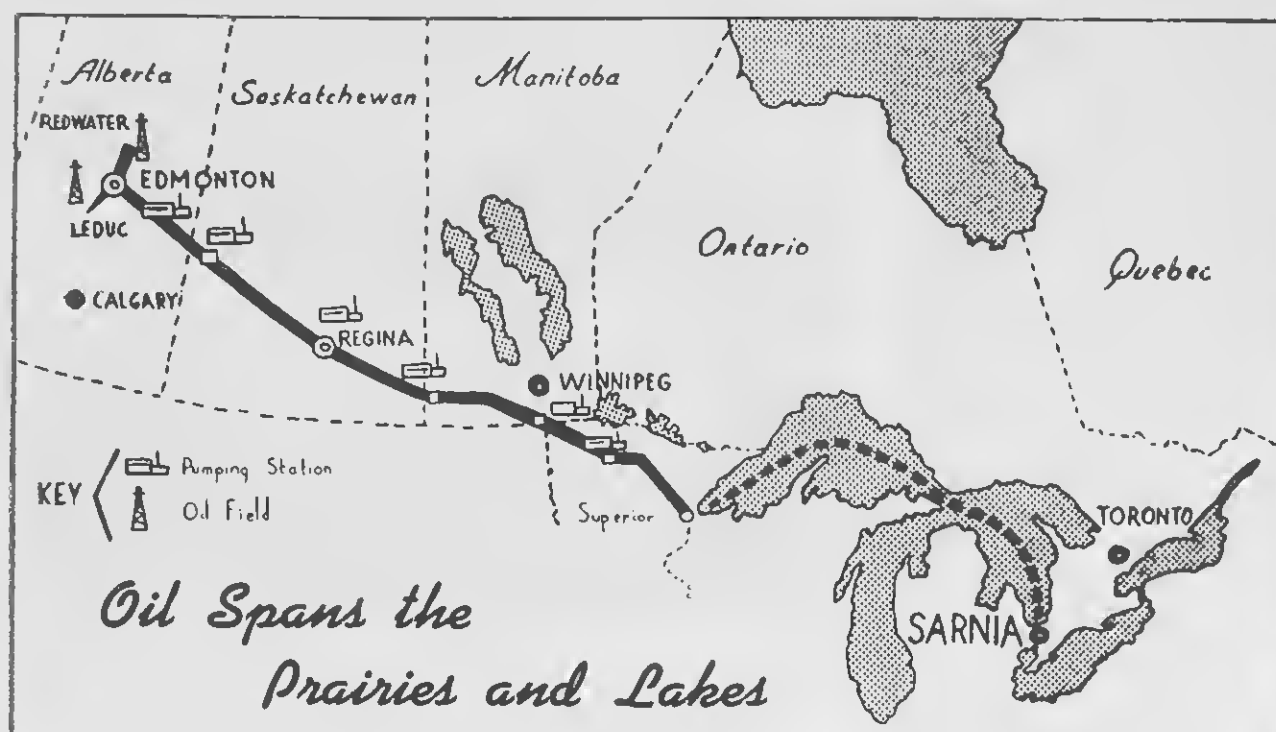 Alberta
Saskatchewan
Manitoba
REDWATER
EDMONTON
LEDUC
Ontario
Quebec
CALGARY
REGINA
WINNIPEG
KEY
Pumping Station
Oil Field
Superior
TORONTO
SARNIA
Oil Spans the
Prairies and Lakes